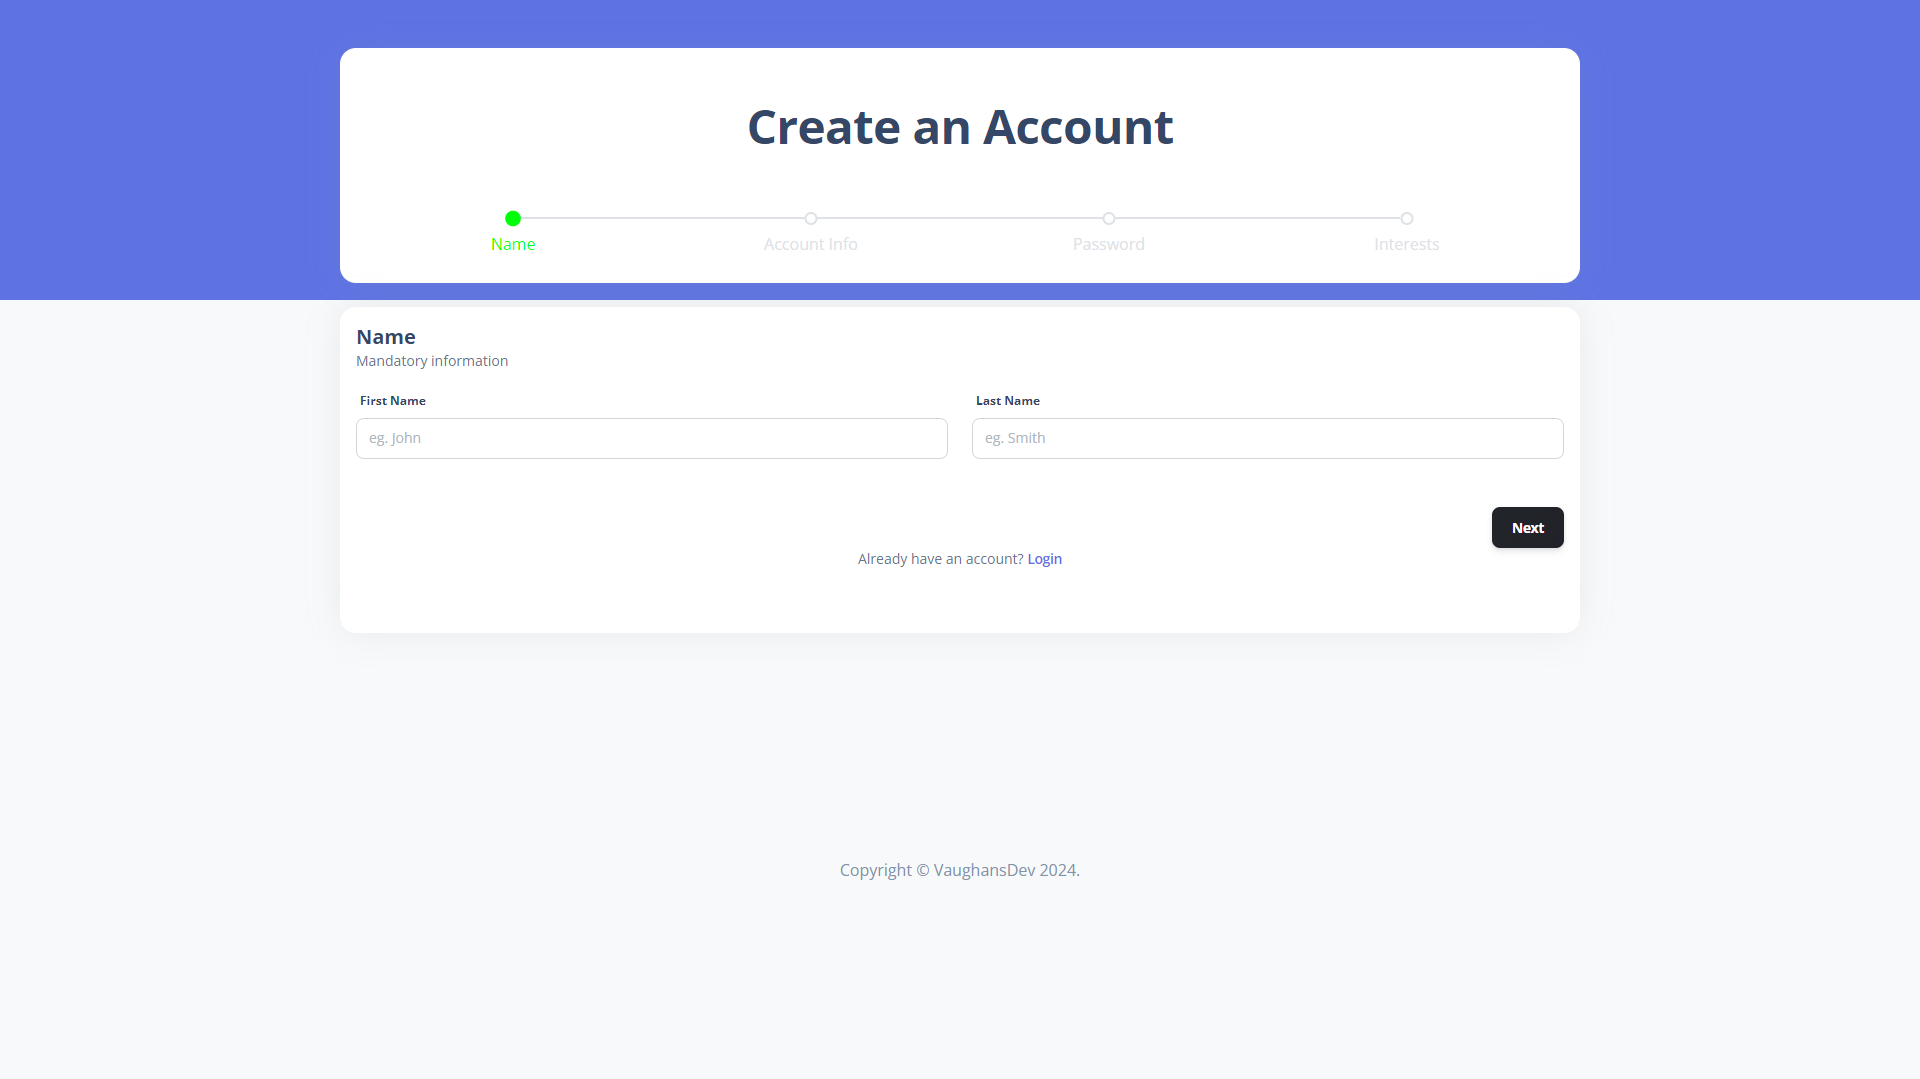 Create an Account
Name
Account Info
Password
Interests
Name
Mandatory information
First Name
Last Name
eg. John
eg. Smith
Next
Already have an account? Login
Copyright © VaughansDev 2024.